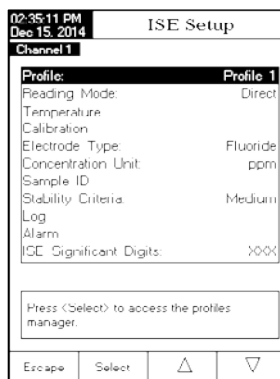 02:35:11 PM
Dec 15, 2014
ISE Setup
Channel 1
Profile: Profile 1
Reading Mode: Direct
Temperature
Calibration
Electrode Type: Fluoride
Concentration Unit: ppm
Sample ID
Stability Criteria: Medium
Log
Alarm
ISE Significant Digits: XXX
Press <Select> to access the profiles
manager.
Escape Select